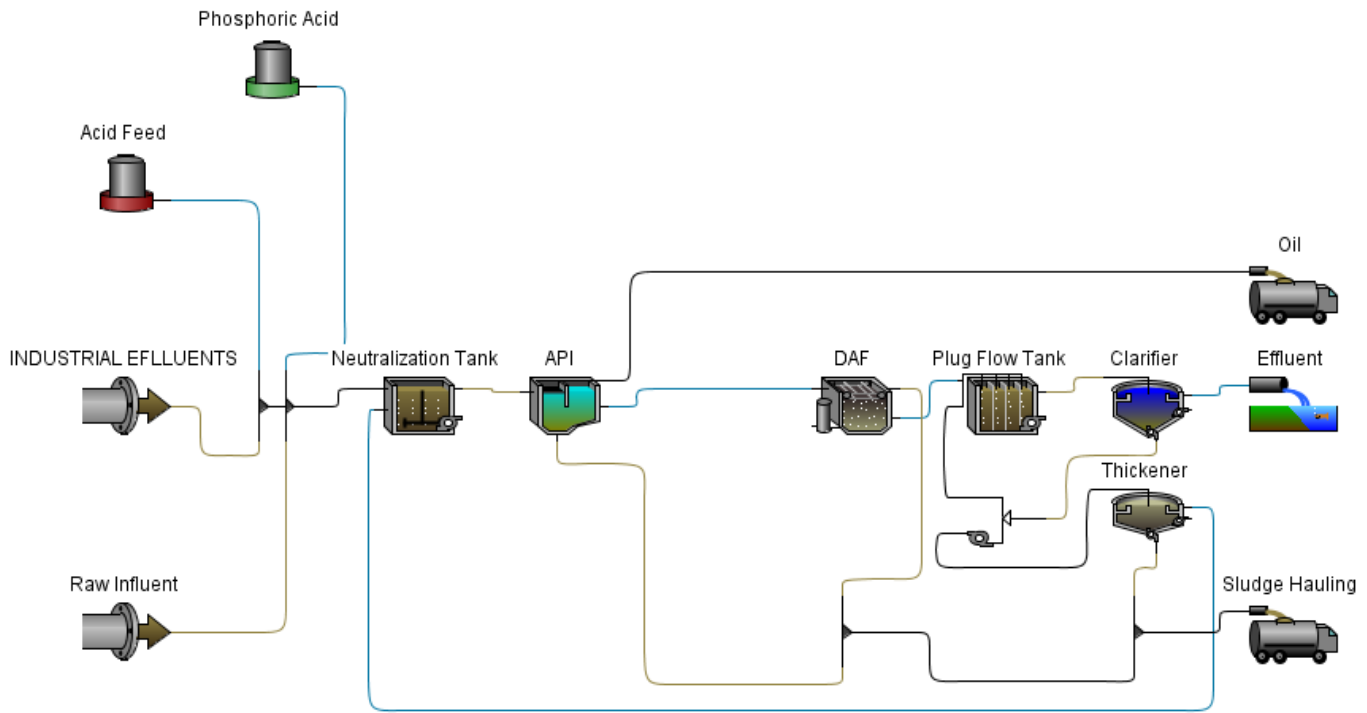 Phosphoric Acid
Acid Feed
Oil
INDUSTRIAL EFLLUENTS
Neutralization Tank
API
DAF
Plug Flow Tank
Clarifier
Effluent
Thickener
Raw Influent
Sludge Hauling